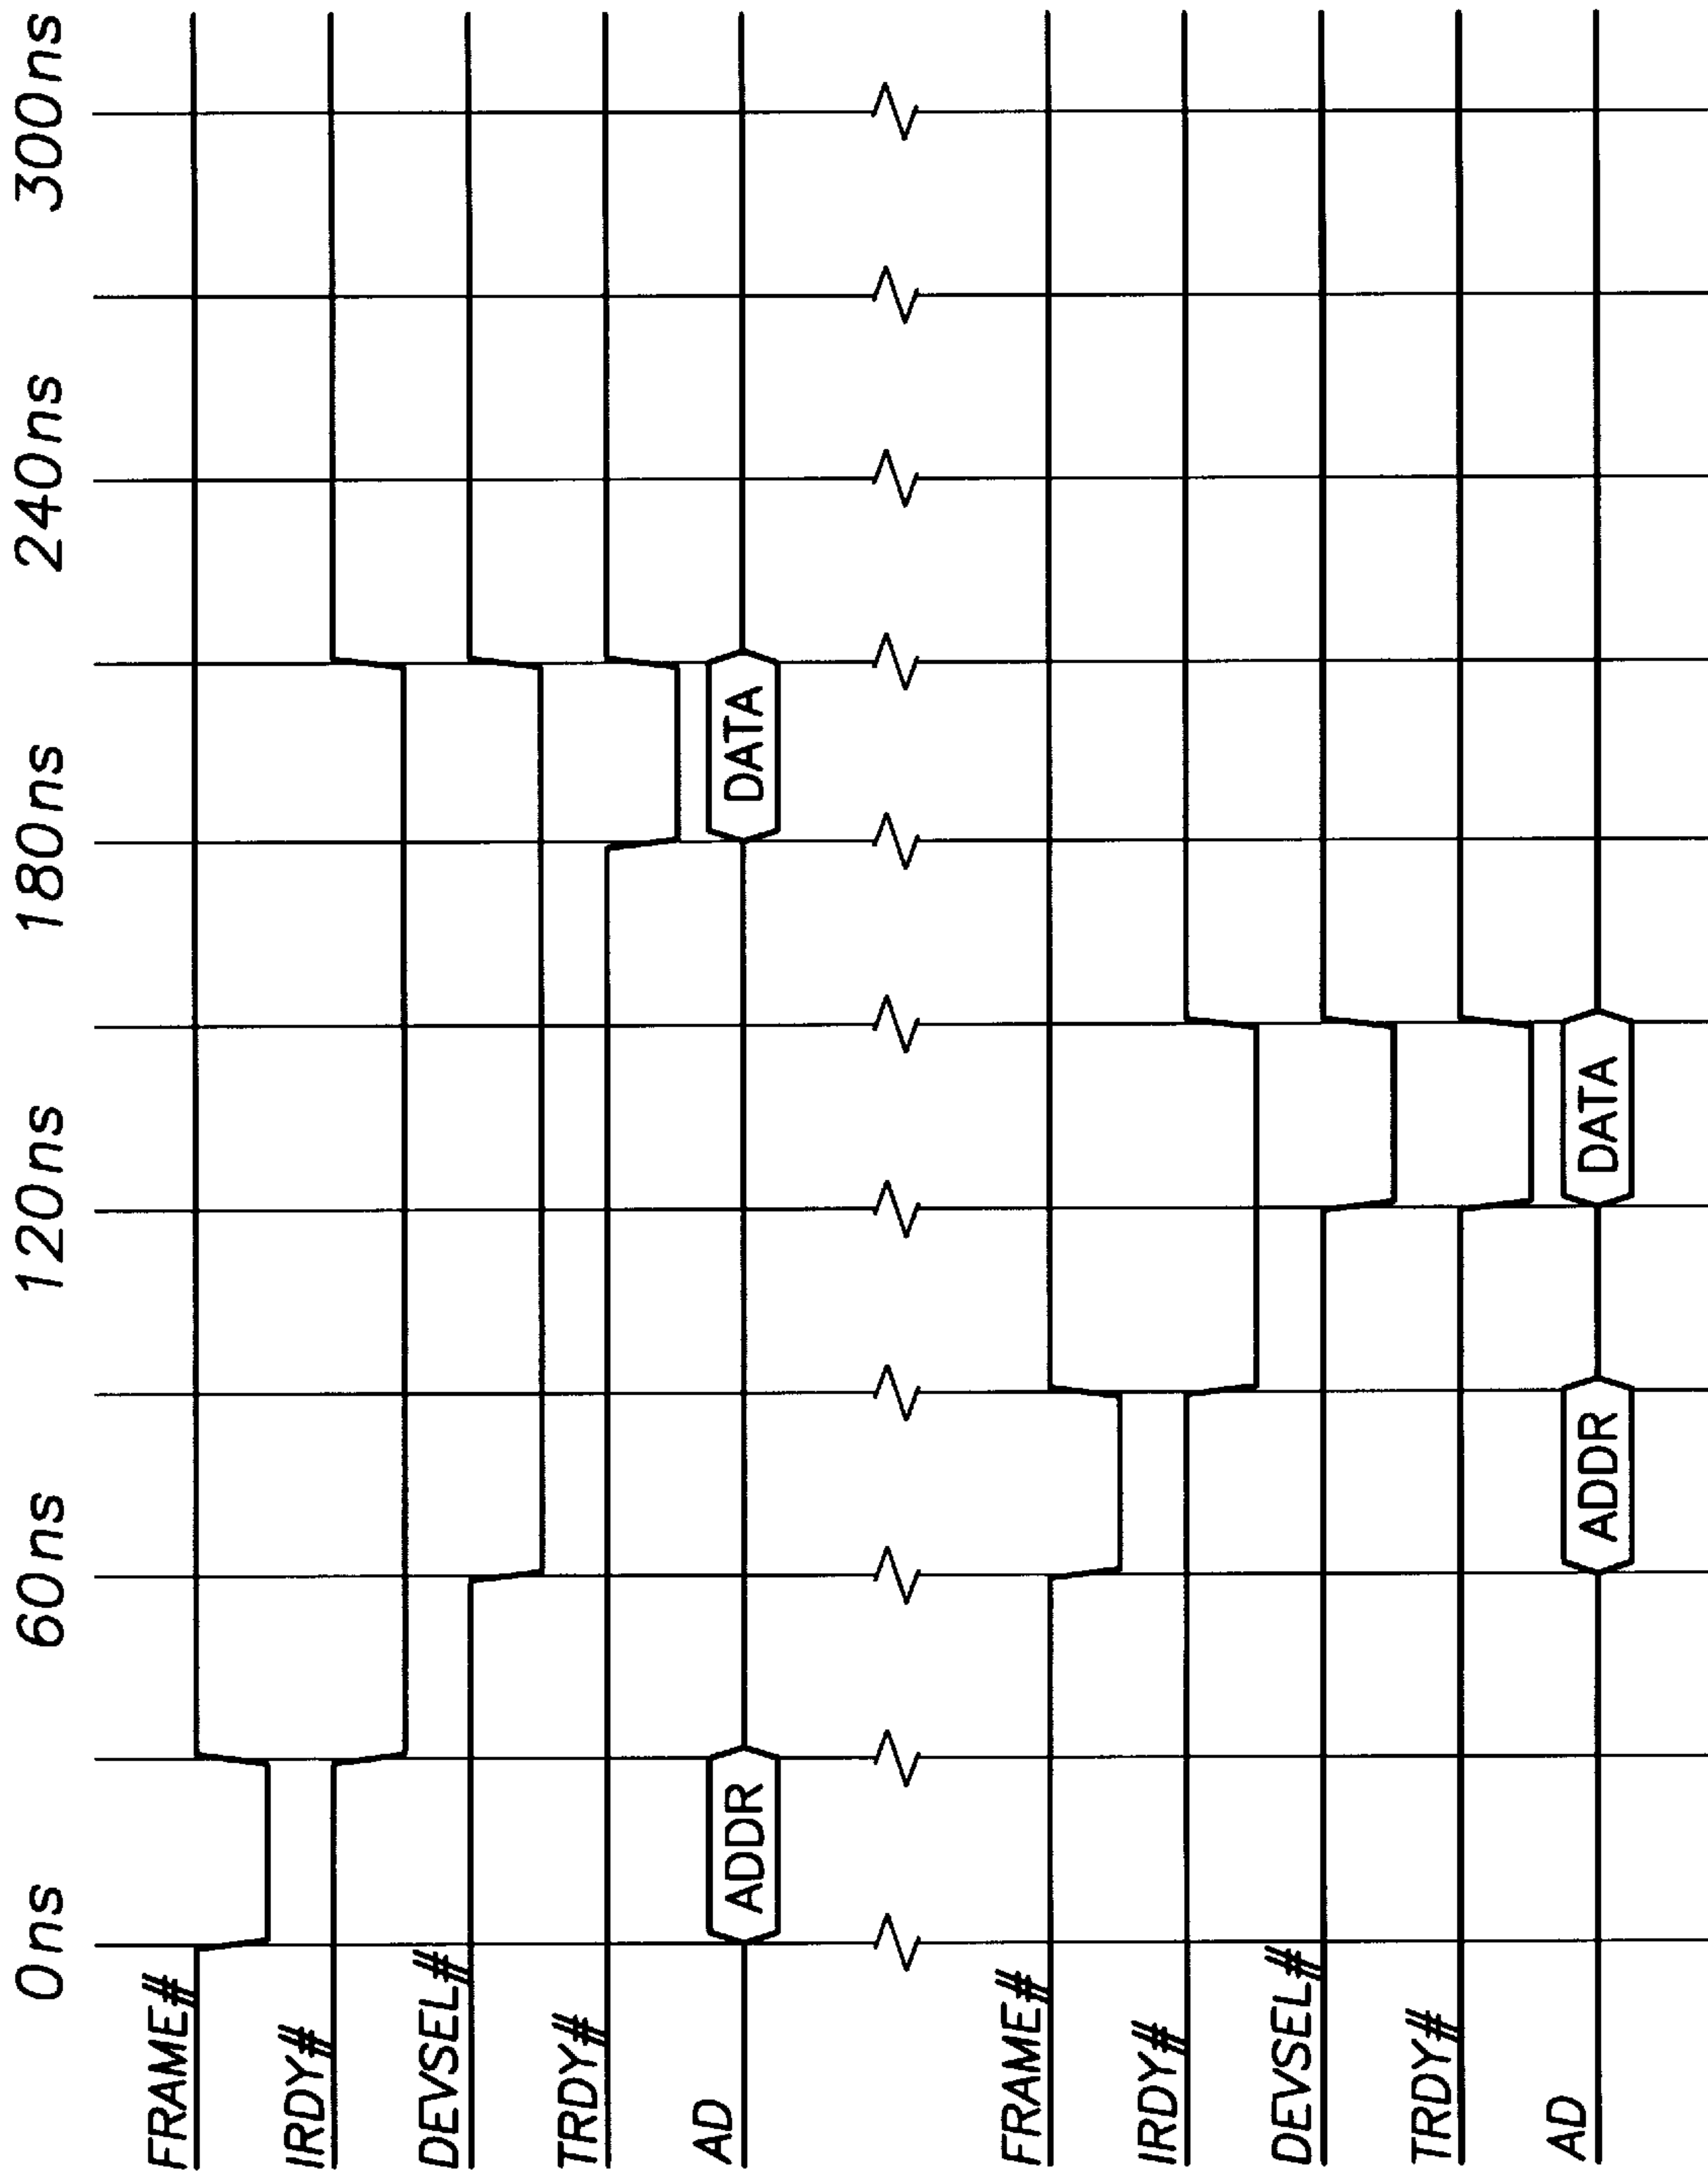 0ns 60ns 120ns 180ns 240ns 300ns
FRAME#
IRDY#
DEVSEL#
TRDY#
AD ADDR DATA
FRAME#
IRDY#
DEVSEL#
TRDY#
AD ADDR DATA